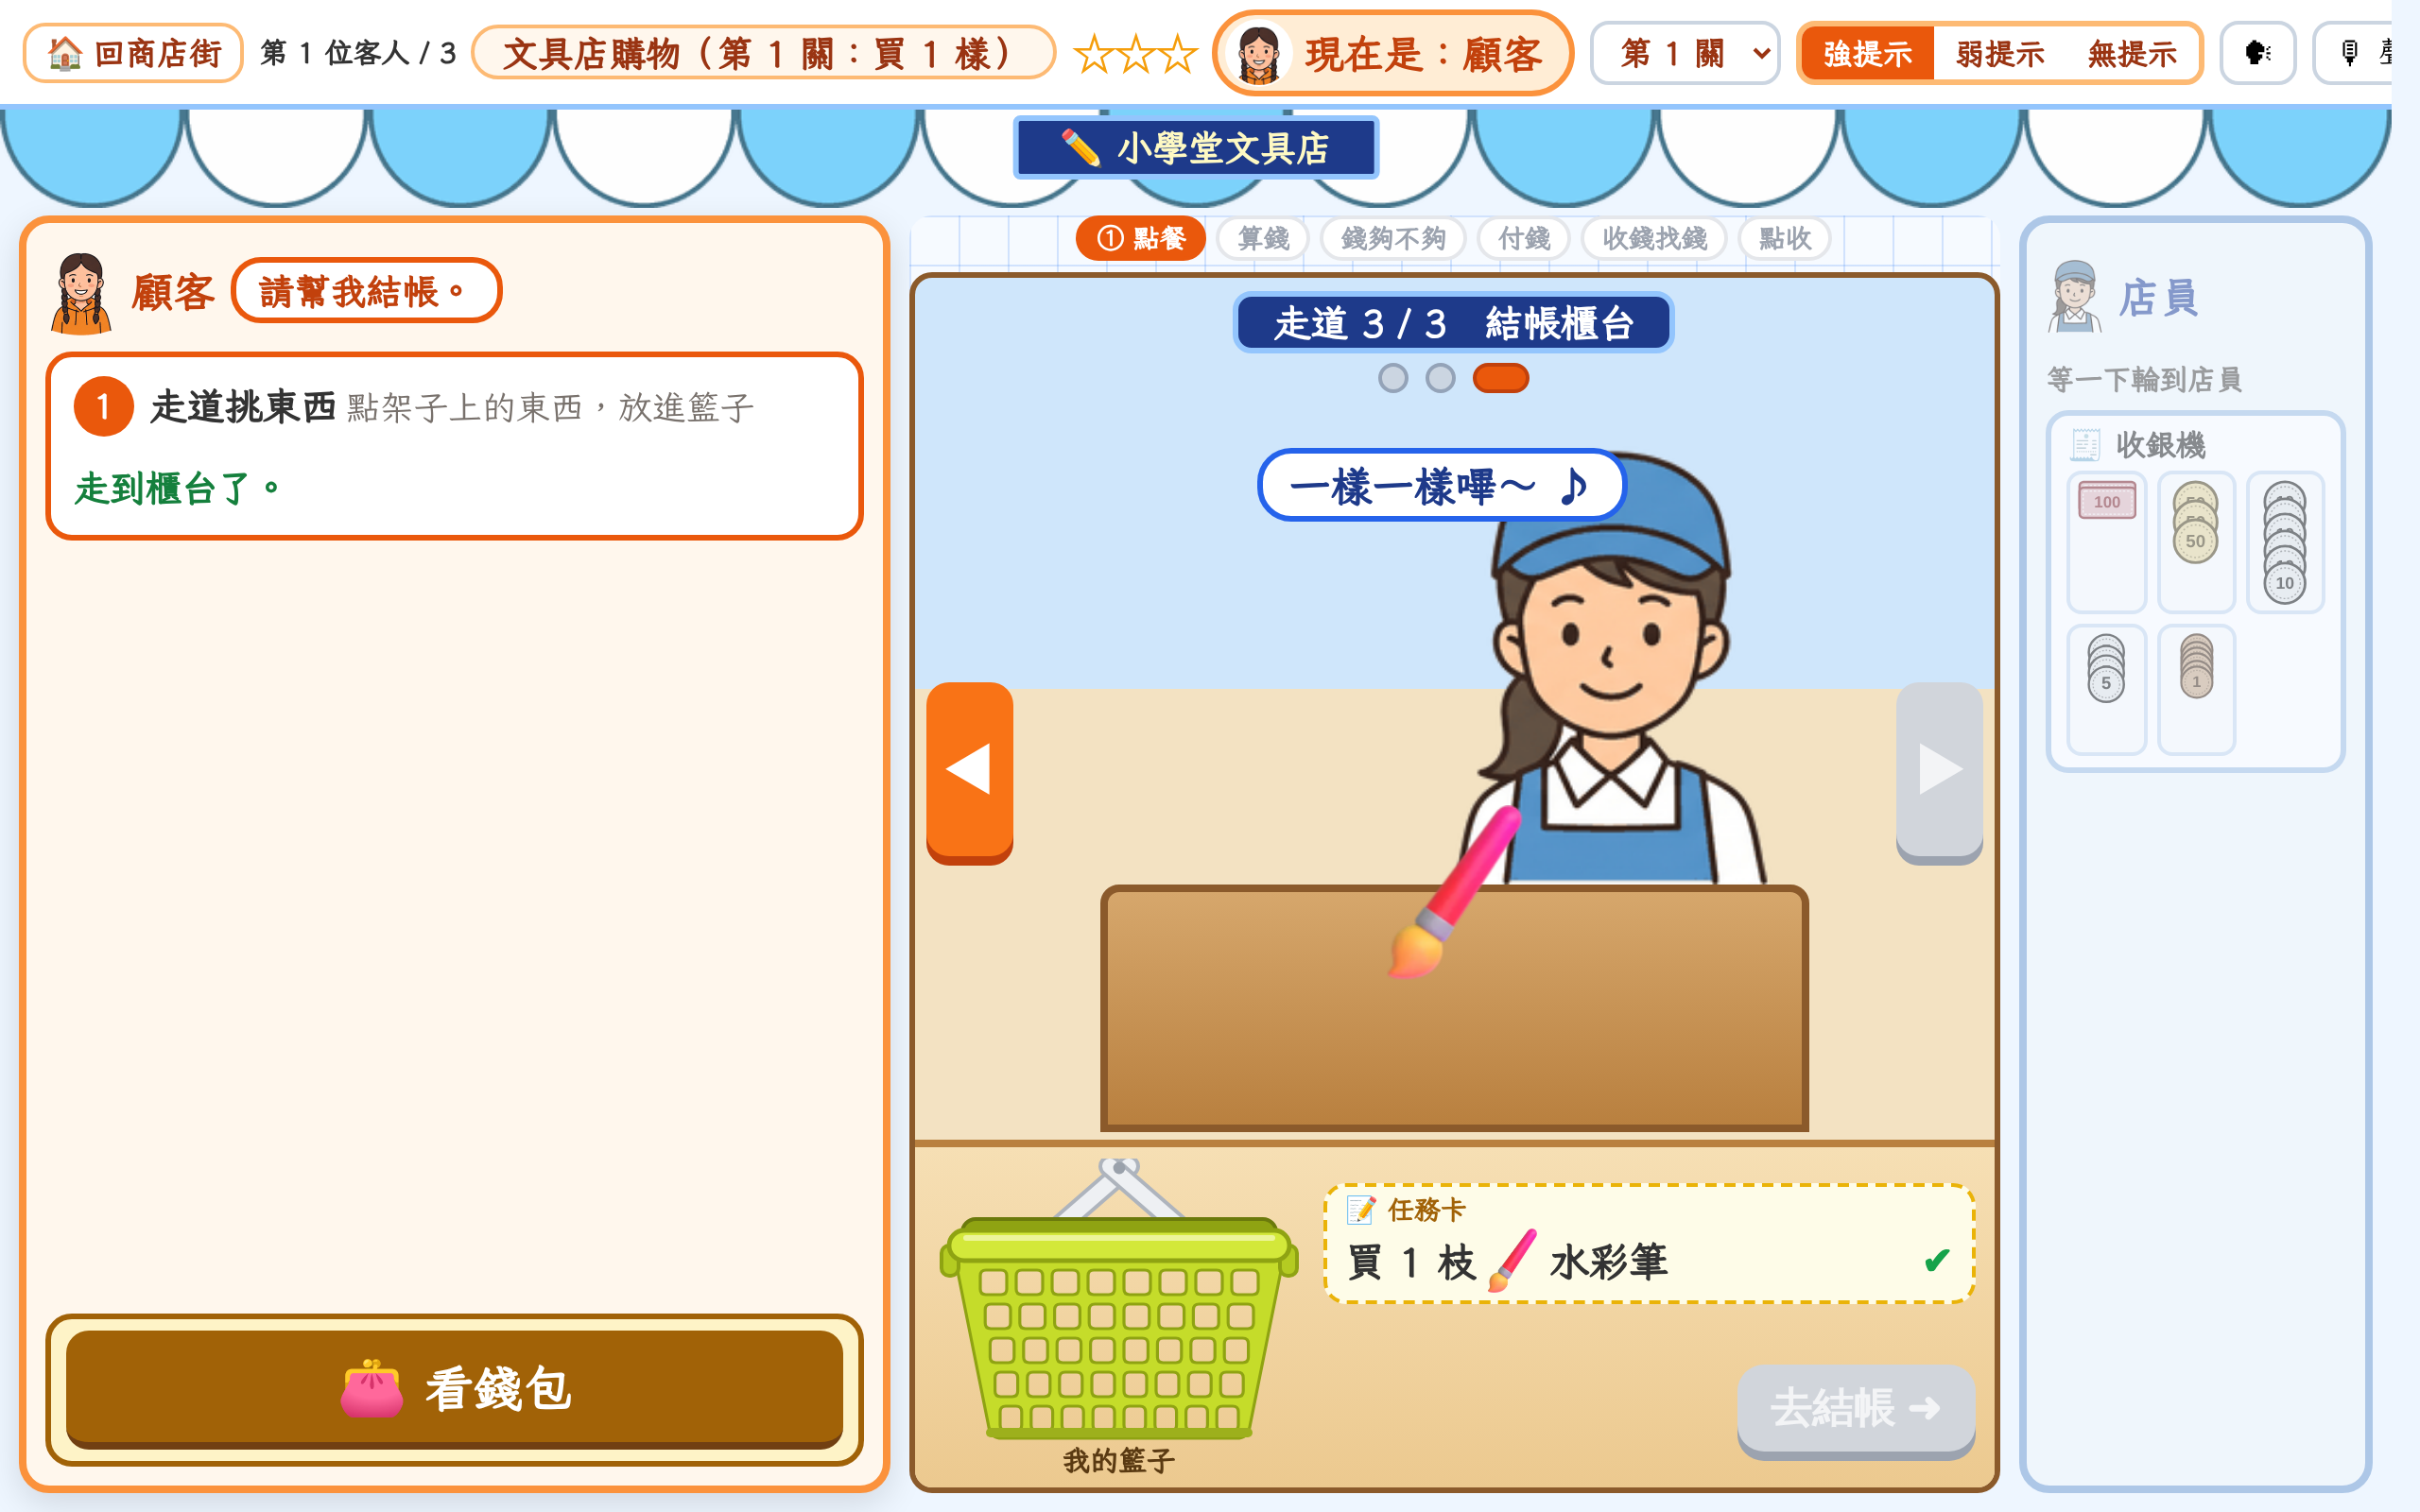 回商店街
第 1 位客人 / 3
文具店購物（第 1 關：買 1 樣）
現在是：顧客
第 1 關
強提示
弱提示
無提示
小學堂文具店
顧客
請幫我結帳。
1 走道挑東西 點架子上的東西，放進籃子
走到櫃台了。
看錢包
① 點餐
算錢
錢夠不夠
付錢
收錢找錢
點收
走道 3 / 3 結帳櫃台
一樣一樣嗶～ ♪
任務卡
買 1 枝 水彩筆 ✔
去結帳 ➜
我的籃子
店員
等一下輪到店員
收銀機
100
50
10
5
1